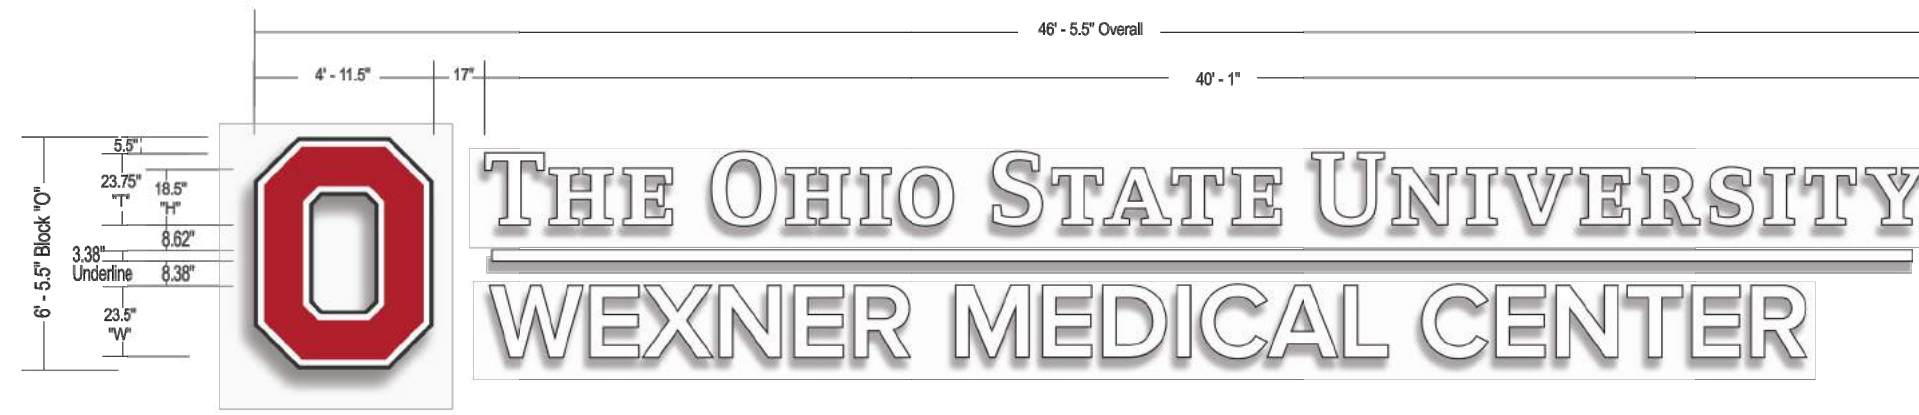 46' - 5.5" Overall
4' - 11.5"
17"
40' - 1"
6' - 5.5" Block "O"
5.5"
23.75"
"T"
18.5"
"H"
8.62"
3.38"
Underline
8.38"
23.5"
"W"
O
THE OHIO STATE UNIVERSITY
WEXNER MEDICAL CENTER